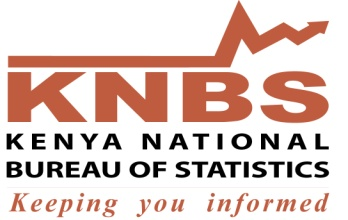 KNBS
KENYA NATIONAL
BUREAU OF STATISTICS
Keeping you informed